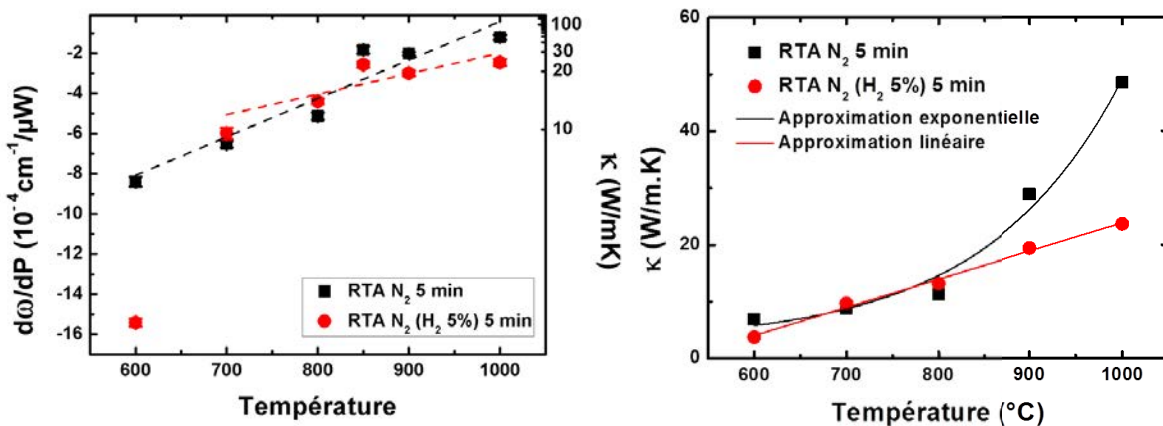 dω/dP (10⁻⁴cm⁻¹/µW)
-2
-4
-6
-8
-10
-12
-14
-16
600
700
800
900
1000
Température
100
30
20
10
κ (W/mK)
RTA N₂ 5 min
RTA N₂ (H₂ 5%) 5 min
κ (W/m.K)
60
40
20
0
600
700
800
900
1000
Température (°C)
RTA N₂ 5 min
RTA N₂ (H₂ 5%) 5 min
Approximation exponentielle
Approximation linéaire